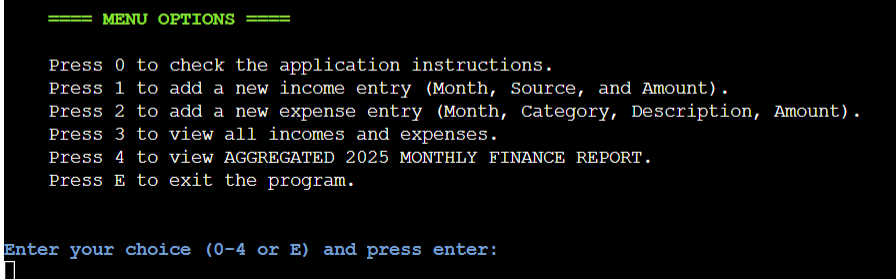 ==== MENU OPTIONS ====
Press 0 to check the application instructions.
Press 1 to add a new income entry (Month, Source, and Amount).
Press 2 to add a new expense entry (Month, Category, Description, Amount).
Press 3 to view all incomes and expenses.
Press 4 to view AGGREGATED 2025 MONTHLY FINANCE REPORT.
Press E to exit the program.
Enter your choice (0-4 or E) and press enter: